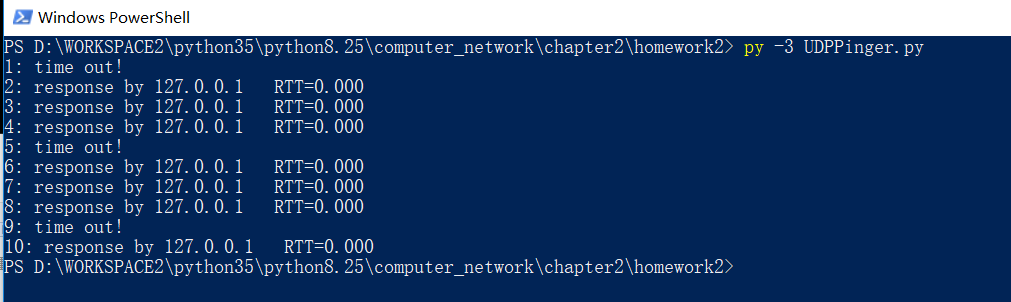 Windows PowerShell
PS D:\WORKSPACE2\python35\python8.25\computer_network\chapter2\homework2> py -3 UDPPinger.py
1: time out!
2: response by 127.0.0.1   RTT=0.000
3: response by 127.0.0.1   RTT=0.000
4: response by 127.0.0.1   RTT=0.000
5: time out!
6: response by 127.0.0.1   RTT=0.000
7: response by 127.0.0.1   RTT=0.000
8: response by 127.0.0.1   RTT=0.000
9: time out!
10: response by 127.0.0.1   RTT=0.000
PS D:\WORKSPACE2\python35\python8.25\computer_network\chapter2\homework2>